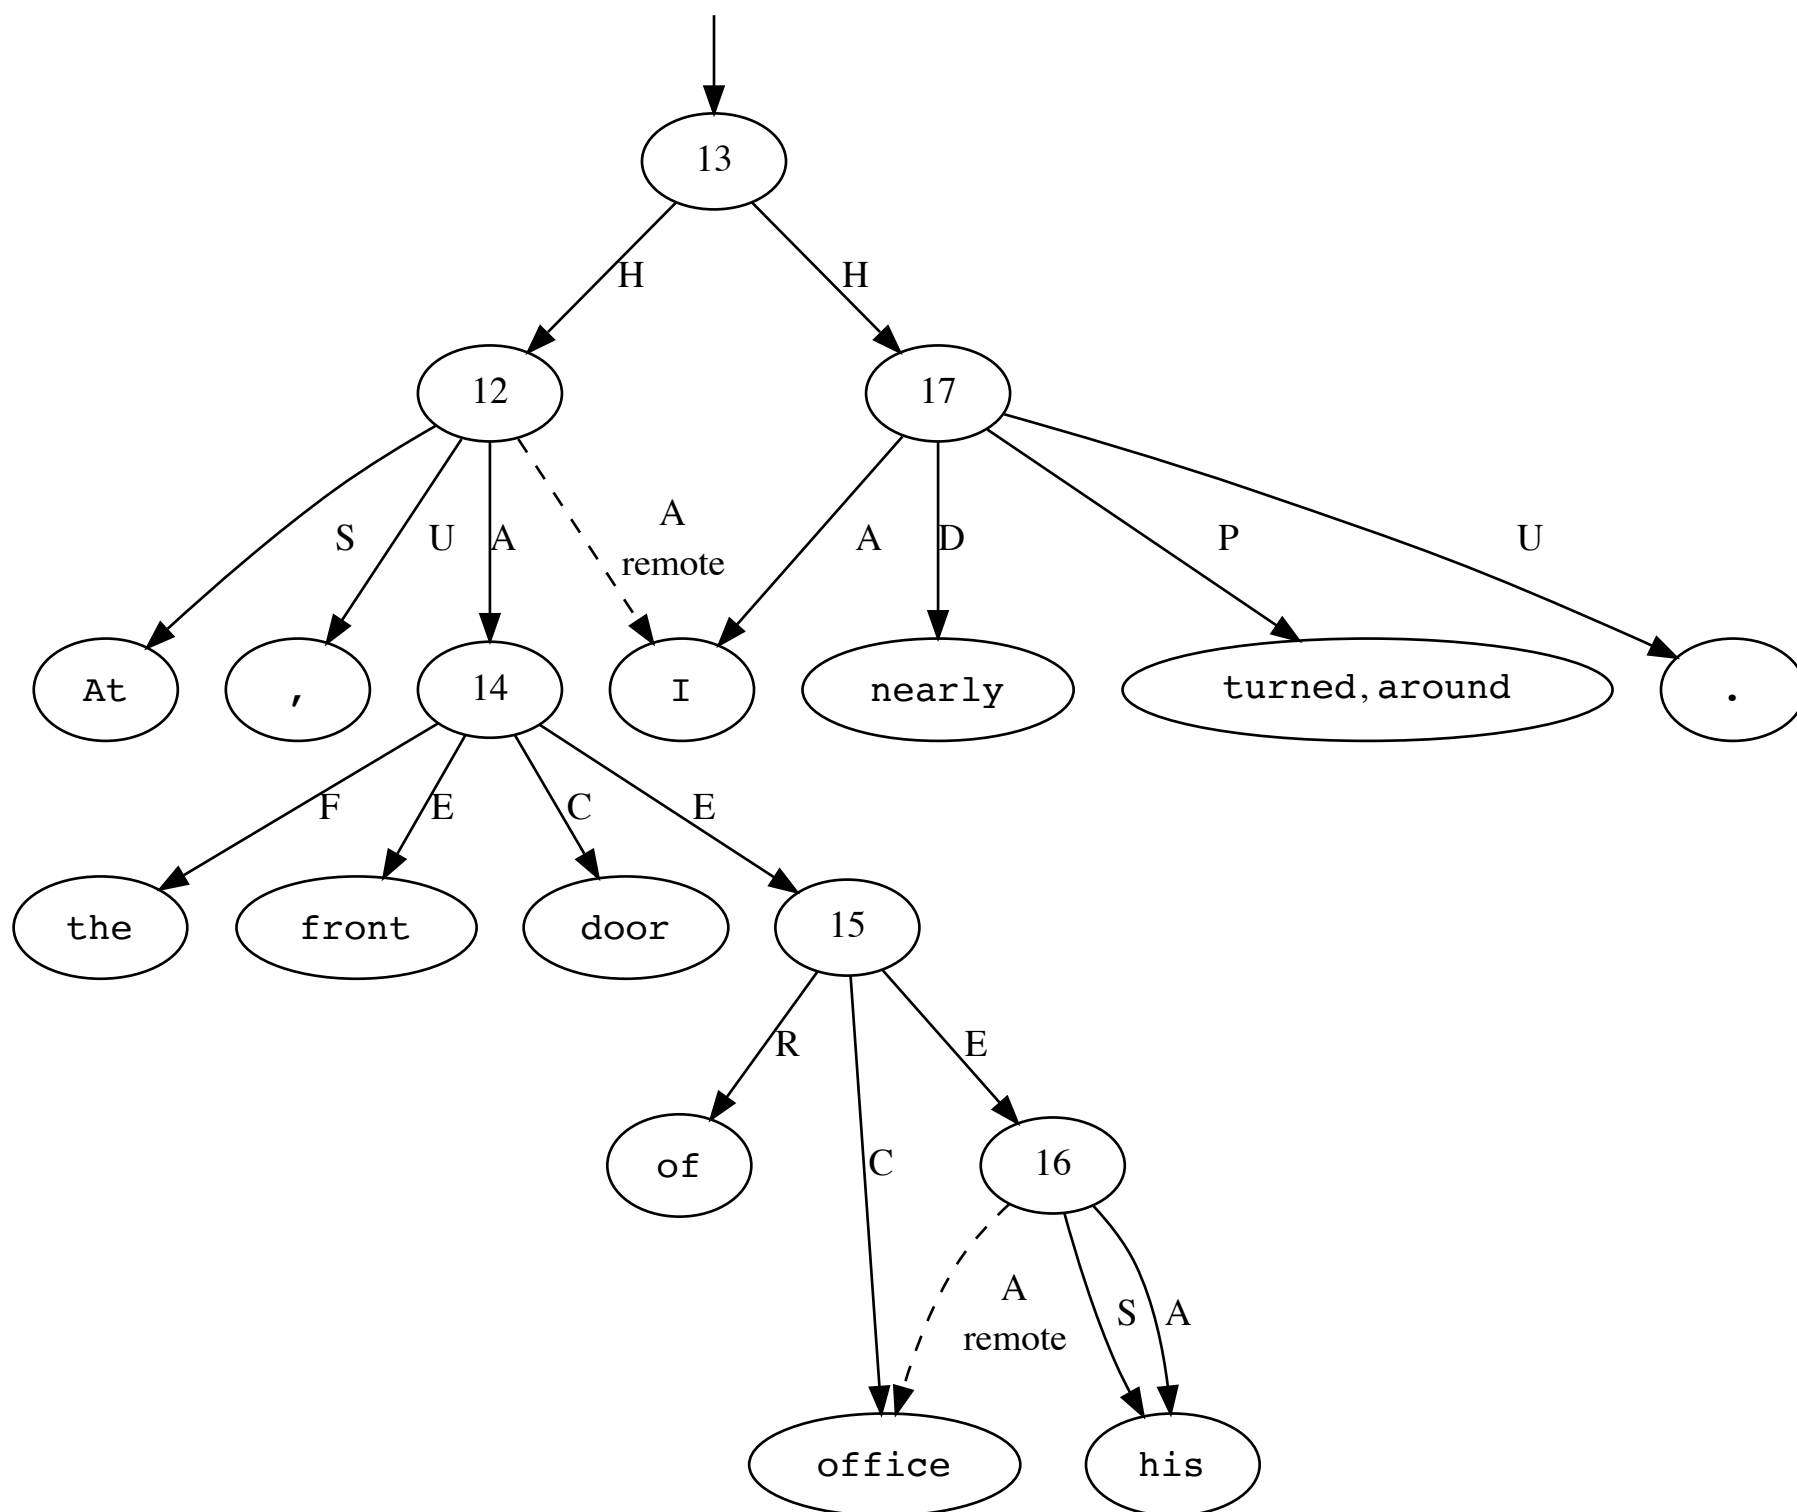 13
H H
12 17
S U A A remote A D P U
At , 14 I nearly turned, around .
F E C E
the front door 15
R E
of C 16
A remote S A
office his